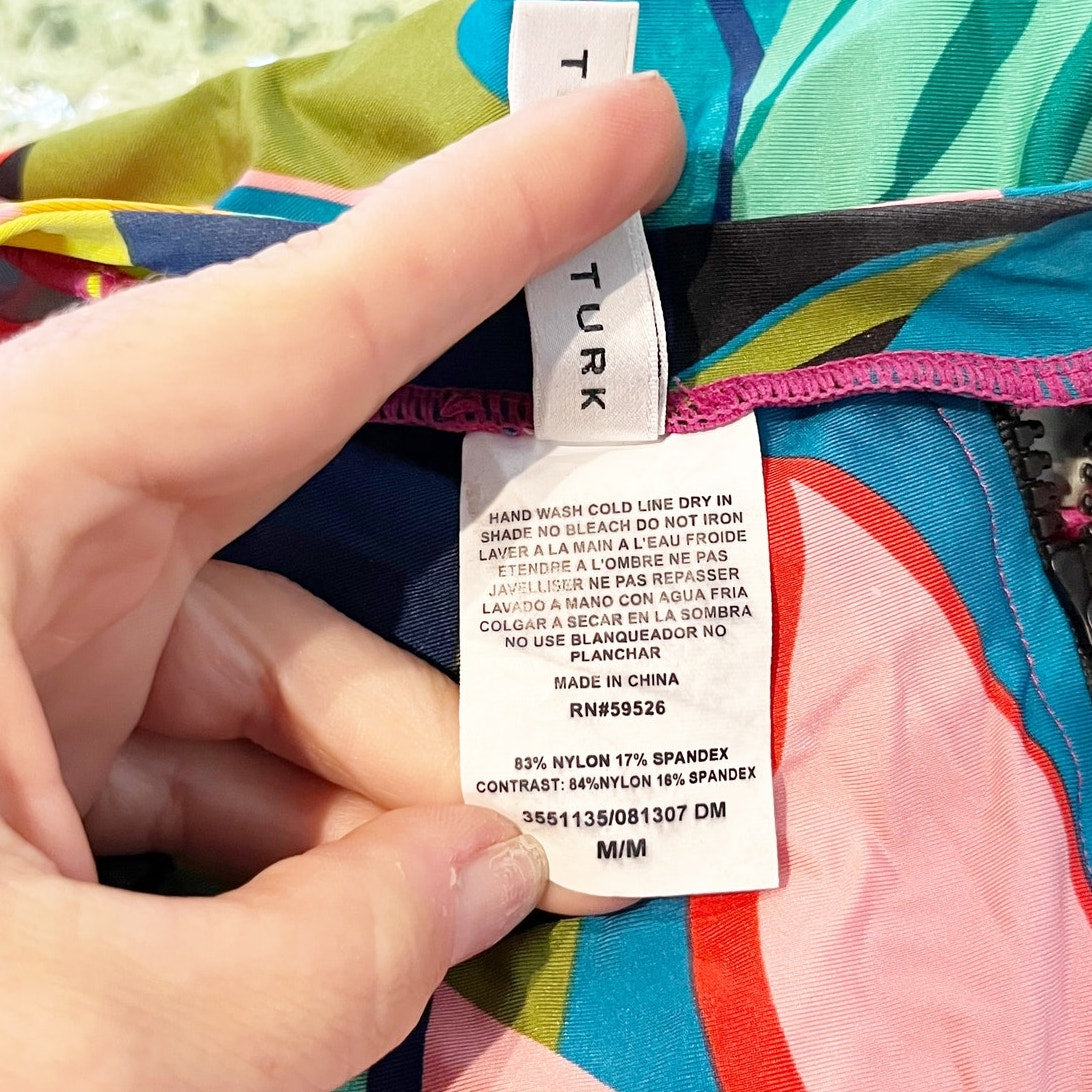 T
TURK
HAND WASH COLD LINE DRY IN
SHADE NO BLEACH DO NOT IRON
LAVER A LA MAIN A L'EAU FROIDE
ETENDRE A L'OMBRE NE PAS
JAVELLISER NE PAS REPASSER
LAVADO A MANO CON AGUA FRIA
COLGAR A SECAR EN LA SOMBRA
NO USE BLANQUEADOR NO
PLANCHAR
MADE IN CHINA
RN#59526
83% NYLON 17% SPANDEX
CONTRAST: 84%NYLON 16% SPANDEX
3551135/081307 DM
M/M